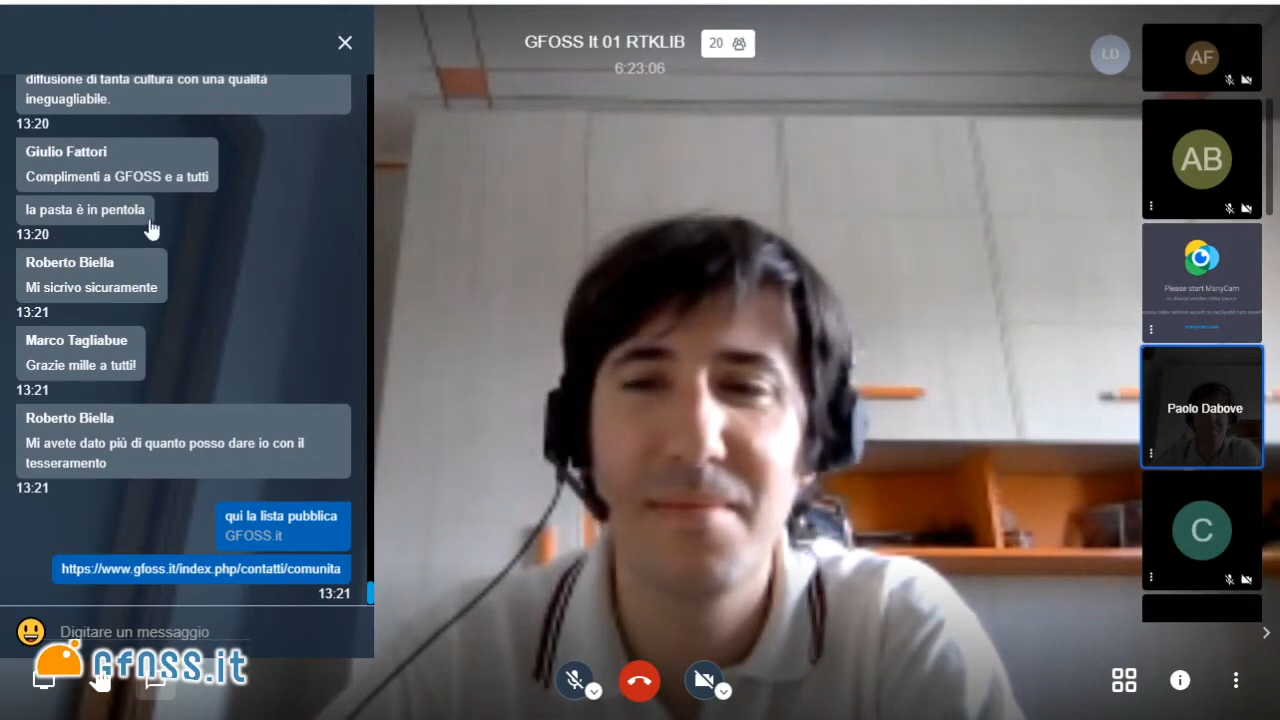 diffusione di tanta cultura con una qualità
ineguagliabile.
13:20
Giulio Fattori
Complimenti a GFOSS e a tutti
la pasta è in pentola
13:20
Roberto Biella
Mi sicrivo sicuramente
13:21
Marco Tagliabue
Grazie mille a tutti!
13:21
Roberto Biella
Mi avete dato più di quanto posso dare io con il
tesseramento
13:21
qui la lista pubblica
GFOSS.it
https://www.gfoss.it/index.php/contatti/comunita
13:21
Digitare un messaggio
GfOSS.it
GFOSS It 01 RTKLIB
20
6:23:06
LD
AF
AB
Please start ManyCam
Paolo Dabove
C